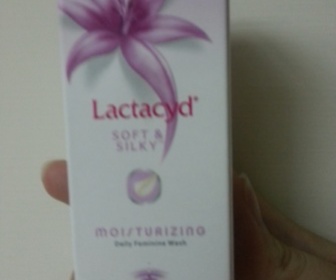 Lactacyd®
SOFT &
SILKY
MOISTURIZING
Daily Feminine Wash